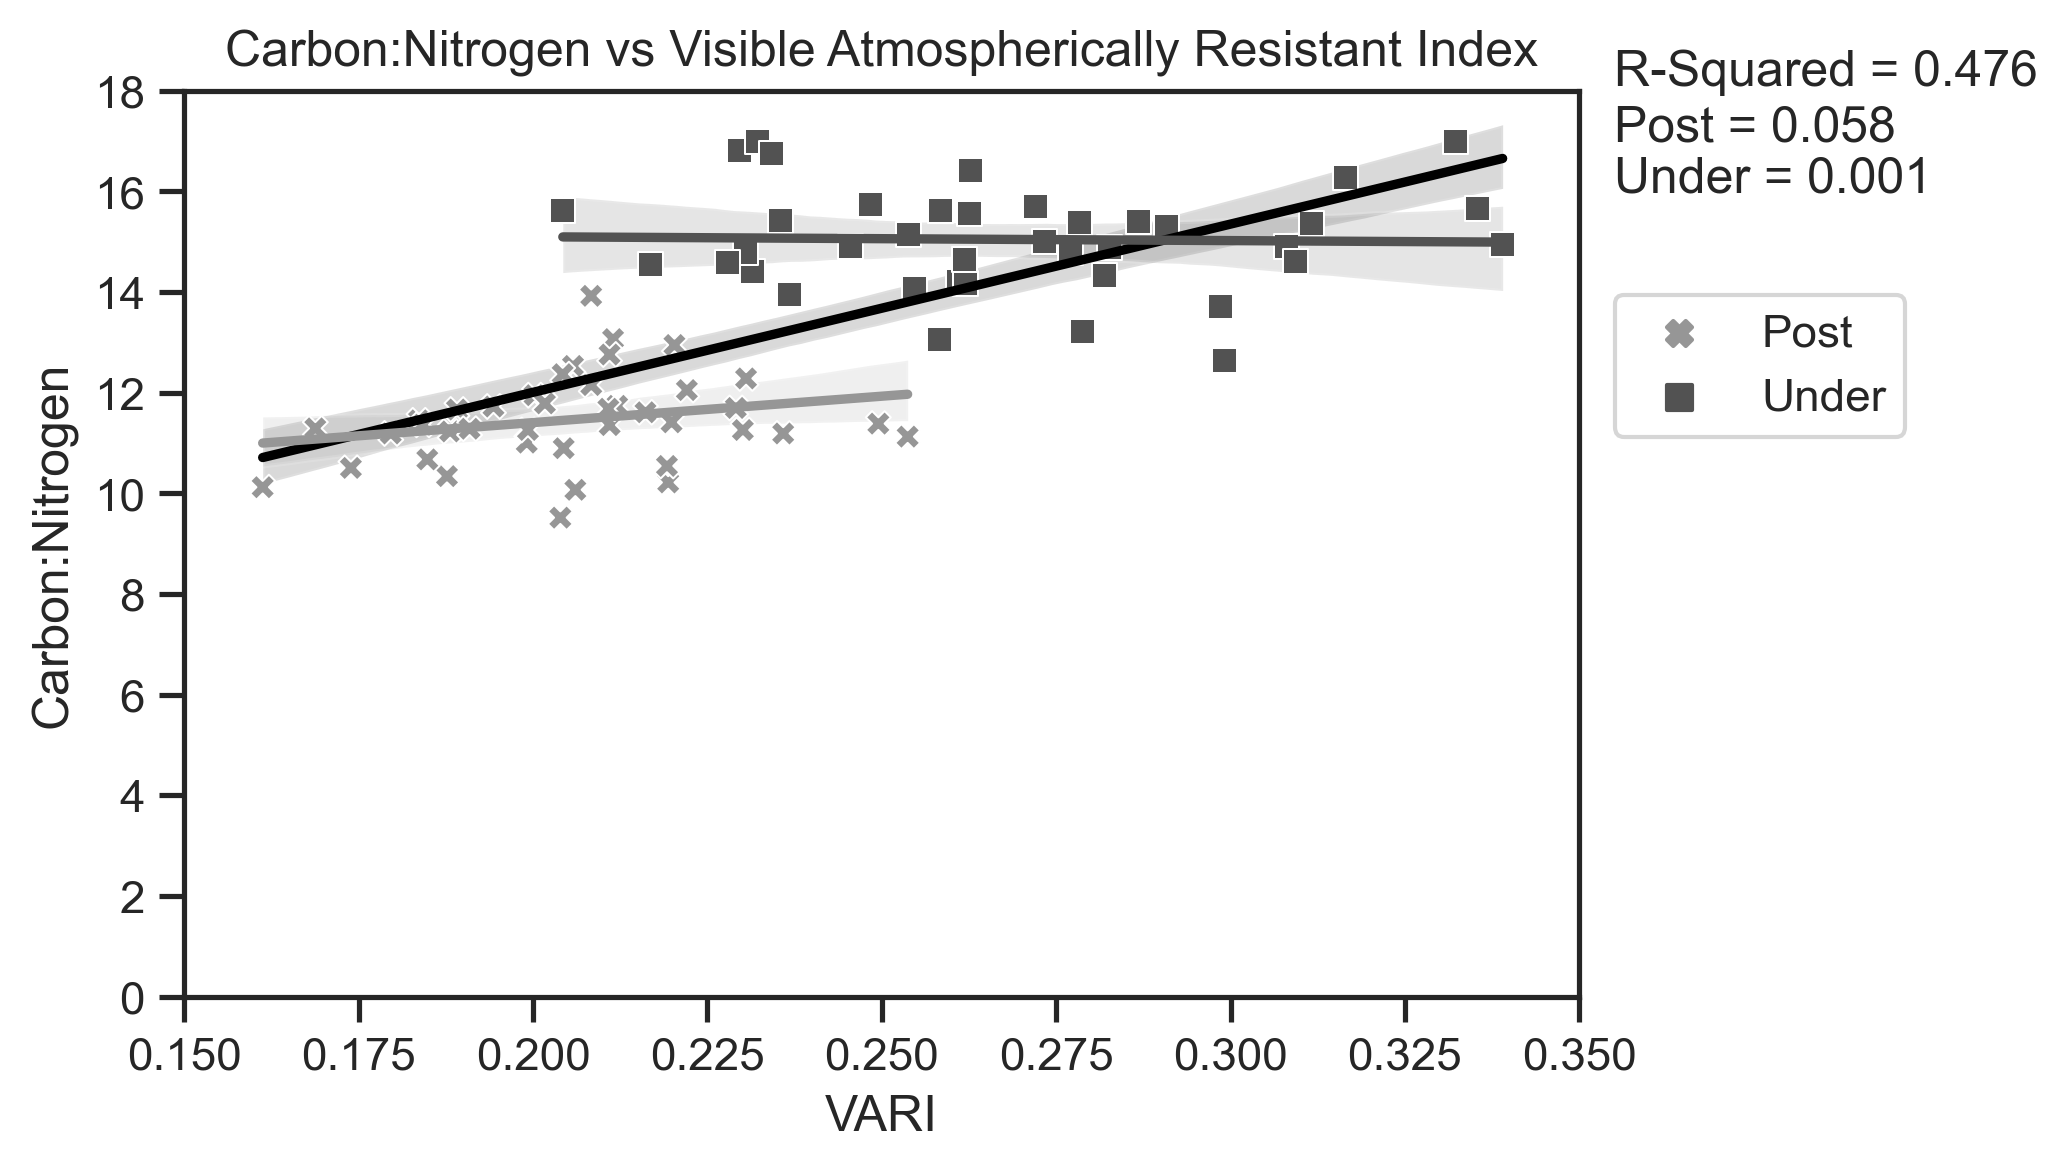 Carbon:Nitrogen vs Visible Atmospherically Resistant Index
R-Squared = 0.476
Post = 0.058
Under = 0.001
Post
Under
Carbon:Nitrogen
18
16
14
12
10
8
6
4
2
0
0.150 0.175 0.200 0.225 0.250 0.275 0.300 0.325 0.350
VARI